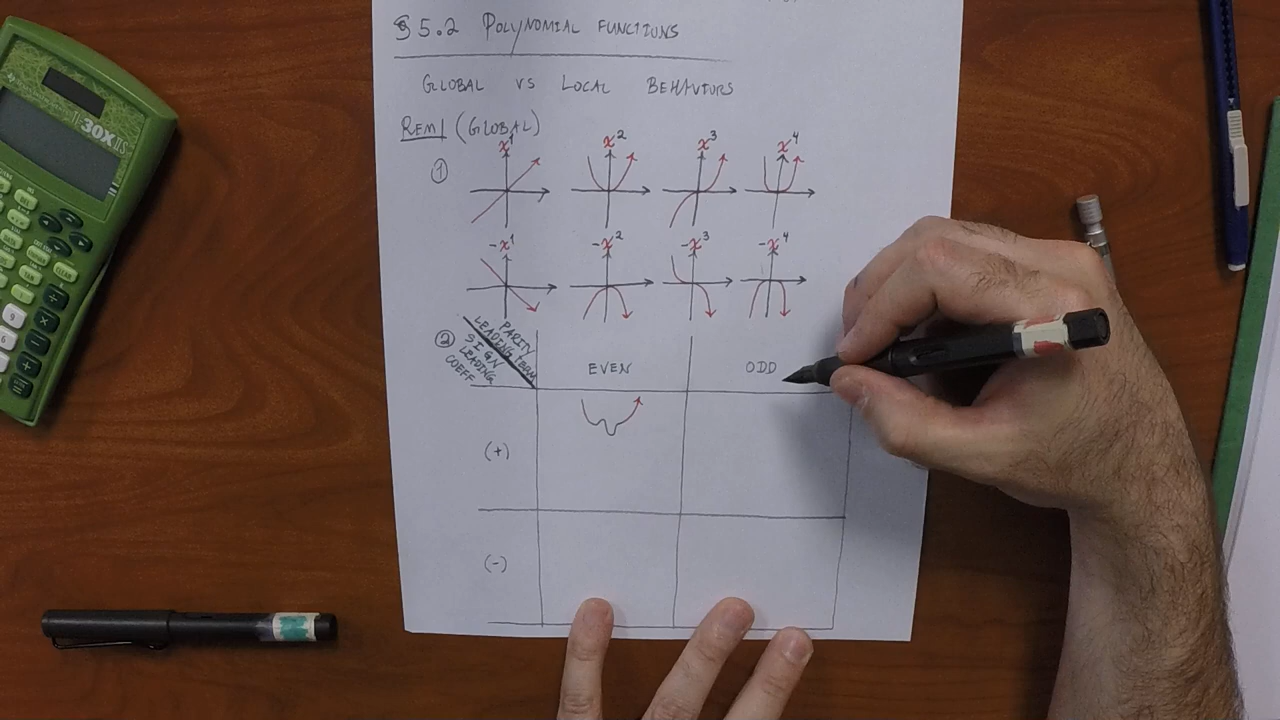 §5.2 POLYNOMIAL FUNCTIONS
GLOBAL VS LOCAL BEHAVIORS
REM1 (GLOBAL)
① x¹ x² x³ x⁴
-x¹ -x² -x³ -x⁴
②
PARITY
LEADING TERM
SIGN
LEADING
COEFF
EVEN ODD
(+)
(-)
30X IIS